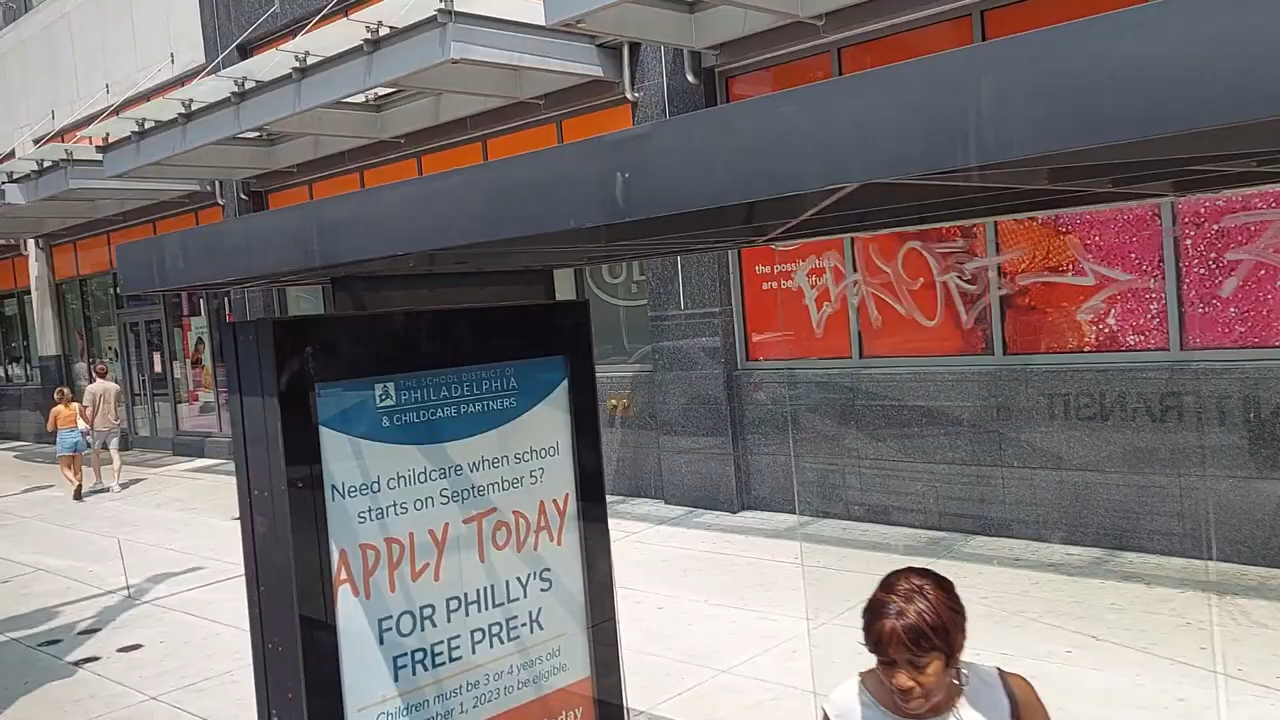 THE SCHOOL DISTRICT OF
PHILADELPHIA
& CHILDCARE PARTNERS
Need childcare when school
starts on September 5?
APPLY TODAY
FOR PHILLY'S
FREE PRE-K
Children must be 3 or 4 years old
1, 2023 to be eligible.
the possibilities
are beautiful